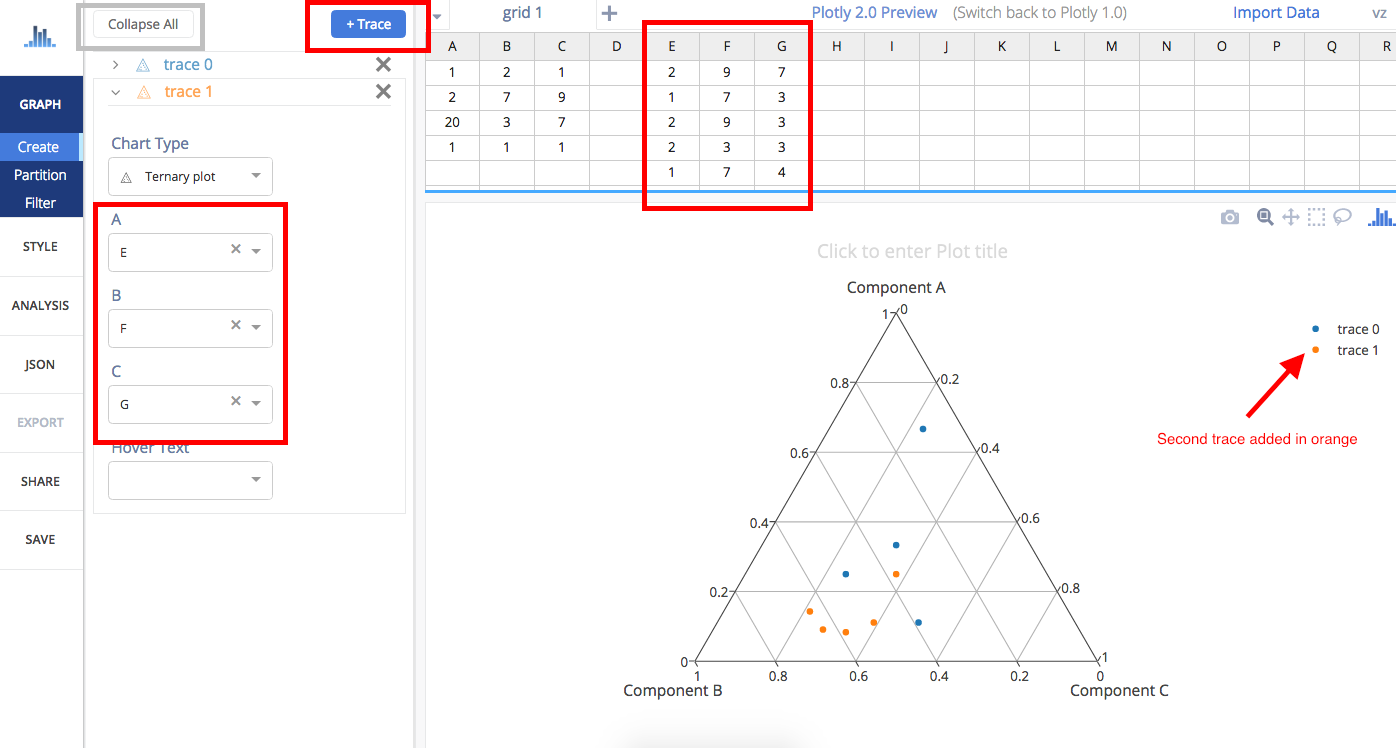 Collapse All
+ Trace
trace 0
trace 1
GRAPH
Create
Partition
Filter
STYLE
ANALYSIS
JSON
EXPORT
SHARE
SAVE
Chart Type
Ternary plot
A
E
B
F
C
G
Hover Text
grid 1
Plotly 2.0 Preview (Switch back to Plotly 1.0) Import Data vz
A B C D E F G H I J K L M N O P Q R
1 2 1 2 9 7
2 7 9 1 7 3
20 3 7 2 9 3
1 1 1 2 3 3
1 7 4
Click to enter Plot title
Component A
1 0
0.8 0.2
0.6 0.4
0.4 0.6
0.2 0.8
0 1
1 0.8 0.6 0.4 0.2 0
Component B Component C
trace 0
trace 1
Second trace added in orange